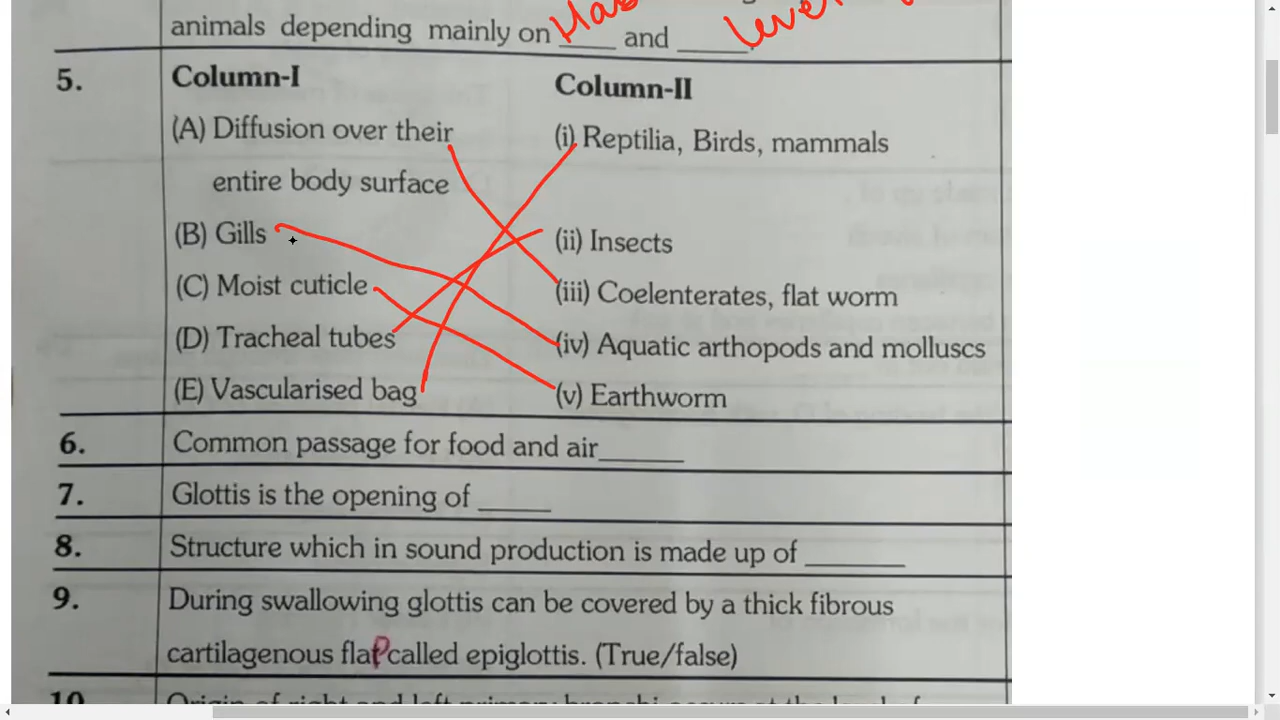 animals depending mainly on ____ and ____.
5.
Column-I
Column-II
(A) Diffusion over their
entire body surface
(i) Reptilia, Birds, mammals
(B) Gills
(ii) Insects
(C) Moist cuticle
(iii) Coelenterates, flat worm
(D) Tracheal tubes
(iv) Aquatic arthopods and molluscs
(E) Vascularised bag
(v) Earthworm
6. Common passage for food and air______
7. Glottis is the opening of _____
8. Structure which in sound production is made up of _______
9. During swallowing glottis can be covered by a thick fibrous
cartilagenous flap called epiglottis. (True/false)